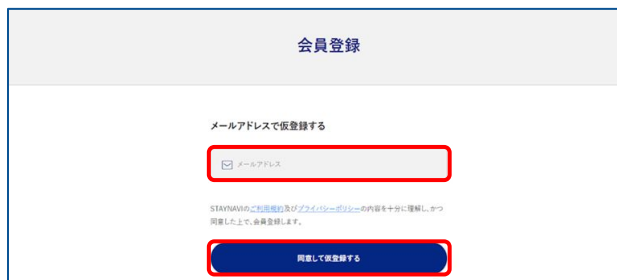 会員登録
メールアドレスで仮登録する
メールアドレス
STAYNAVIのご利用規約及びプライバシーポリシーの内容を十分に理解し、かつ
同意した上で、会員登録します。
同意して仮登録する